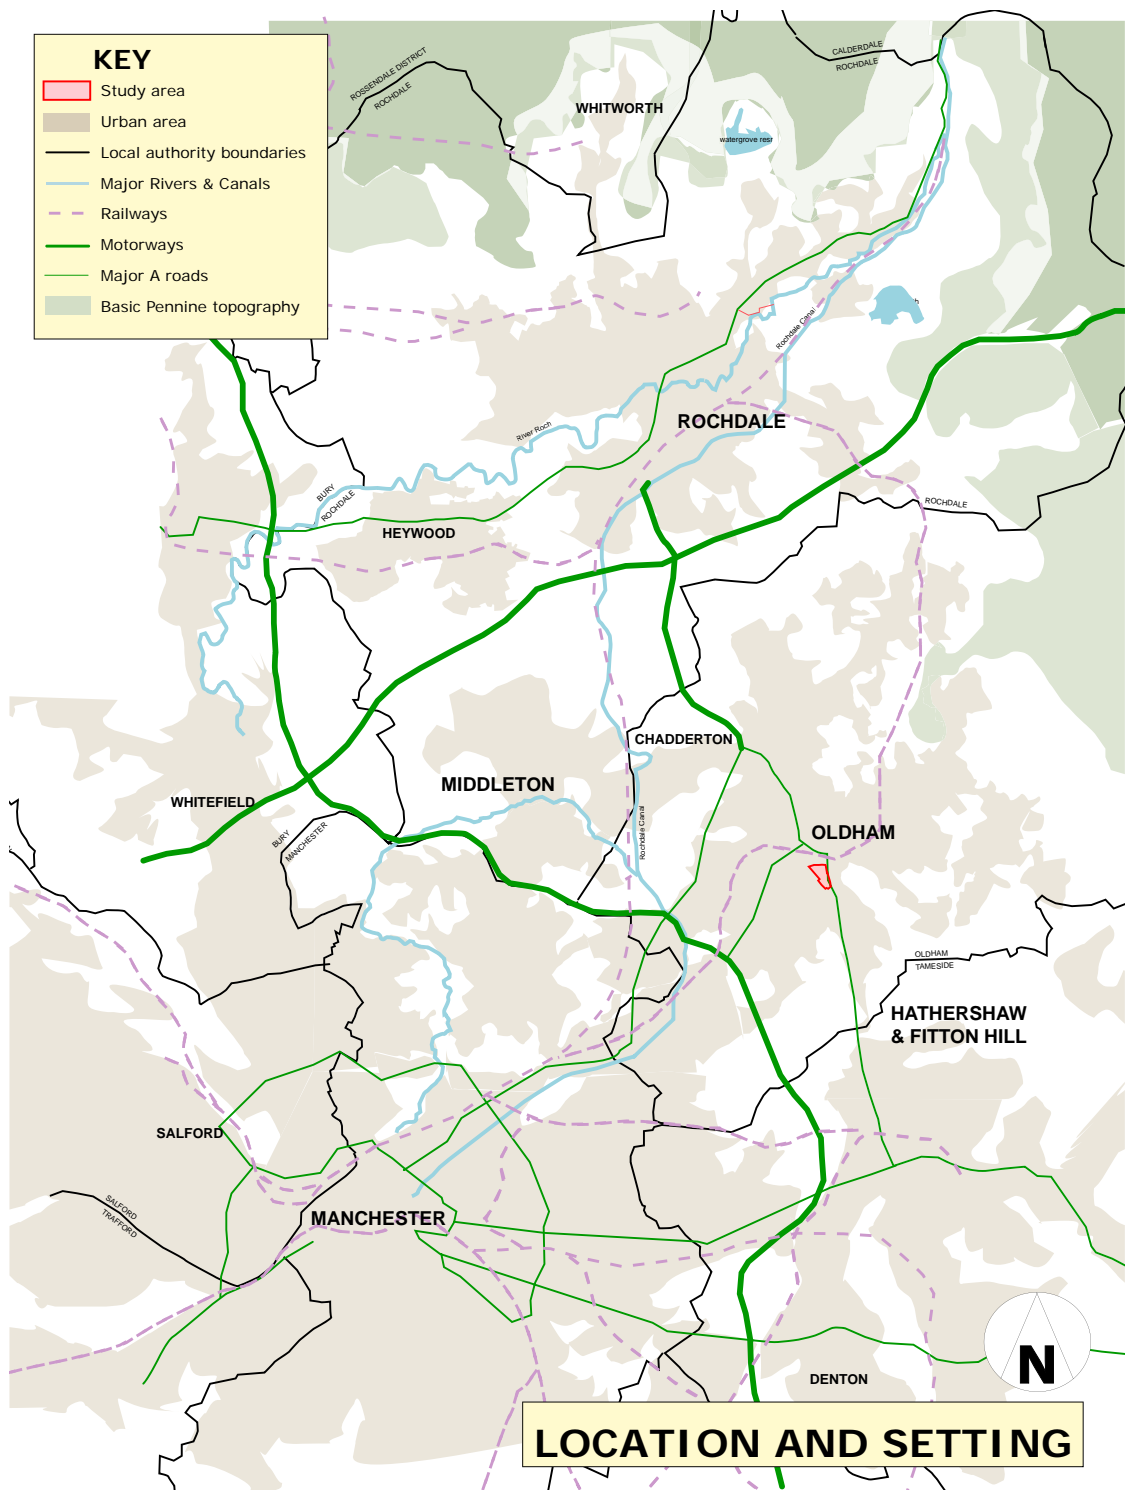 KEY
Study area
Urban area
Local authority boundaries
Major Rivers & Canals
Railways
Motorways
Major A roads
Basic Pennine topography
ROSSENDALE DISTRICT
ROCHDALE
CALDERDALE
ROCHDALE
WHITWORTH
watergrove resr
Rochdale Canal
ROCHDALE
River Roch
BURY
ROCHDALE
ROCHDALE
HEYWOOD
CHADDERTON
MIDDLETON
WHITEFIELD
BURY
MANCHESTER
Rochdale Canal
OLDHAM
OLDHAM
TAMESIDE
HATHERSHAW
& FITTON HILL
SALFORD
SALFORD
TRAFFORD
MANCHESTER
DENTON
N
LOCATION AND SETTING